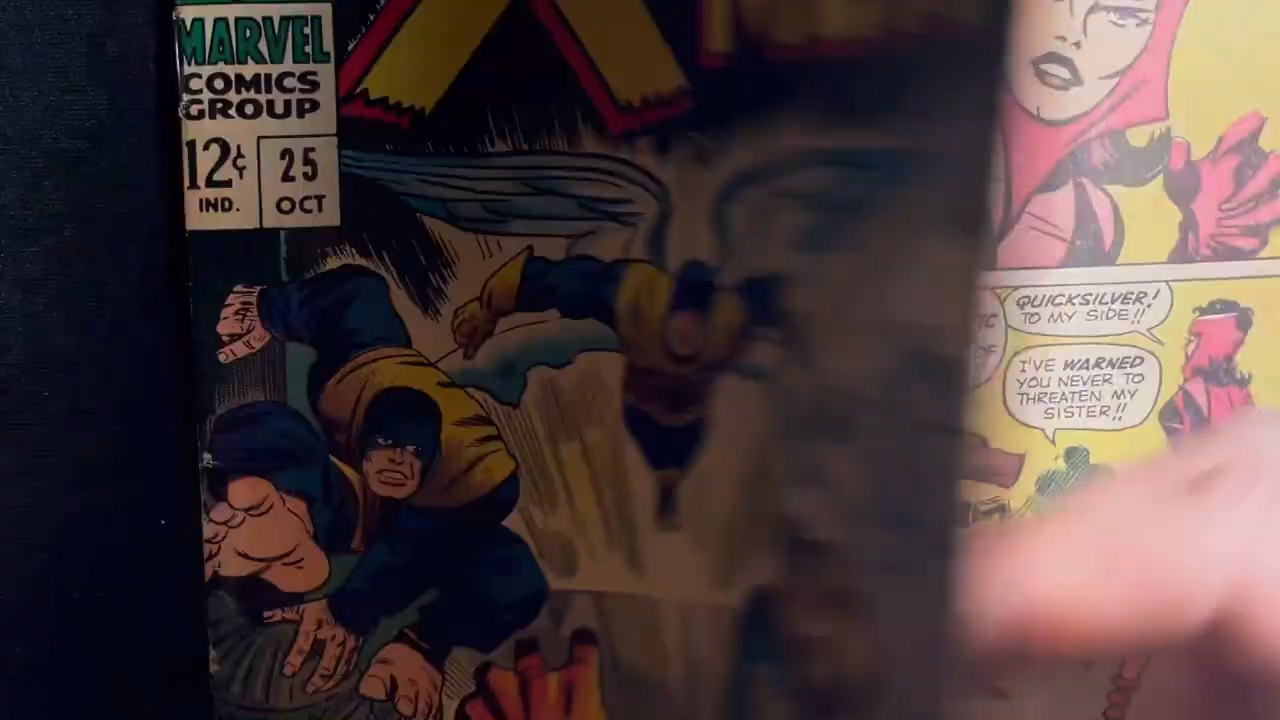 MARVEL
COMICS
GROUP
12¢
IND.
25
OCT
X
QUICKSILVER!
TO MY SIDE!!
I'VE WARNED
YOU NEVER TO
THREATEN MY
SISTER!!